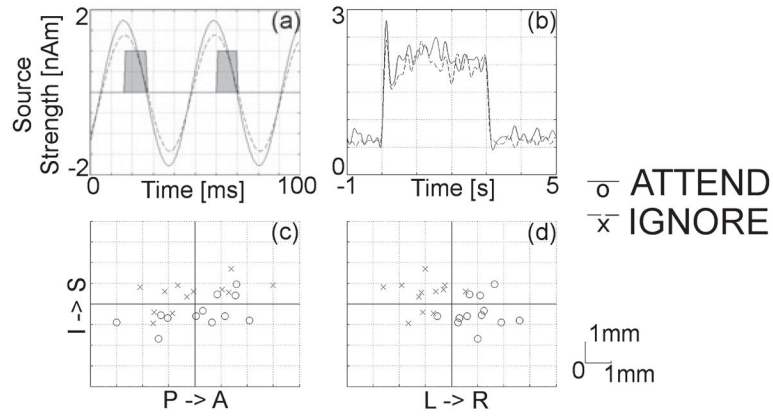 (a)
2
Source
Strength [nAm]
-2
0
Time [ms]
100
(b)
3
0
-1
Time [s]
5
o ATTEND
x IGNORE
(c)
I -> S
P -> A
(d)
L -> R
1mm
0
1mm